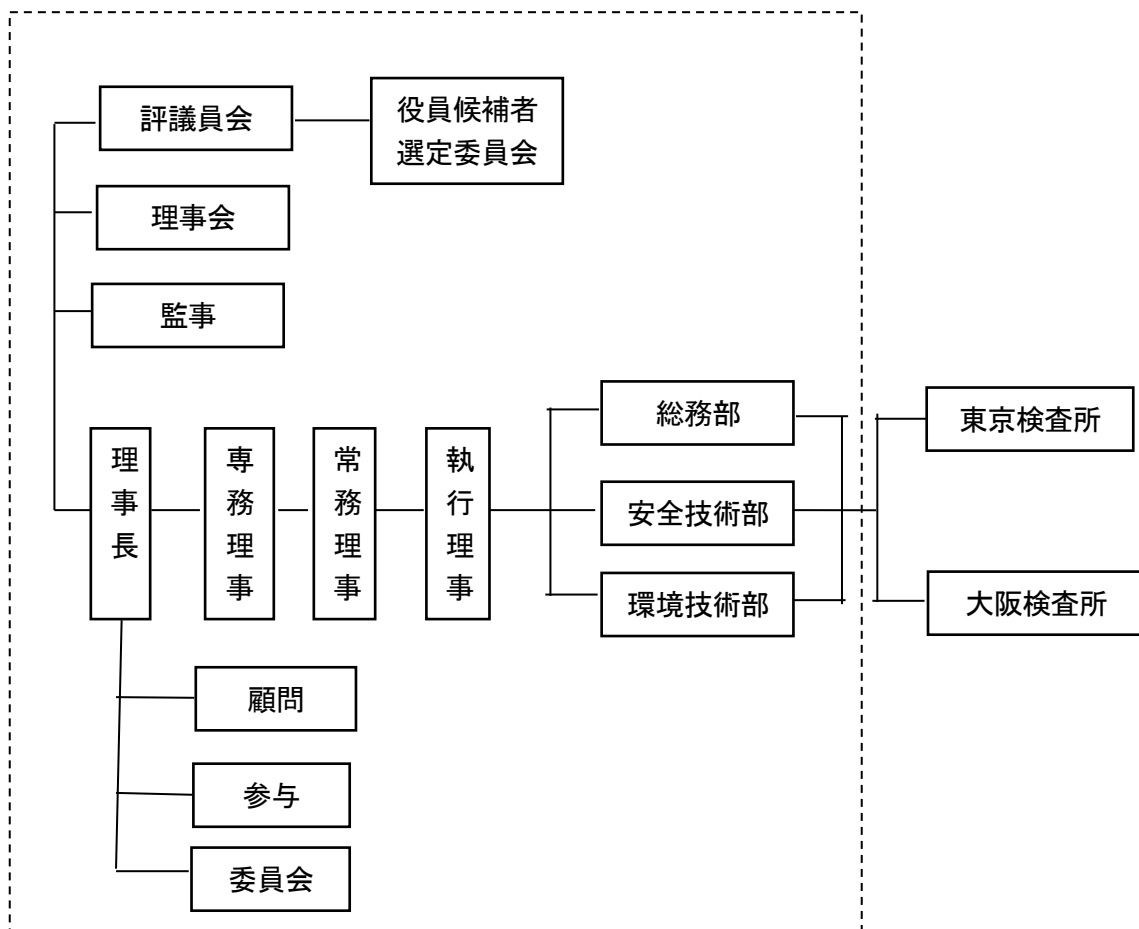 評議員会
役員候補者
選定委員会
理事会
監事
理事長
専務理事
常務理事
執行理事
総務部
安全技術部
環境技術部
東京検査所
大阪検査所
顧問
参与
委員会